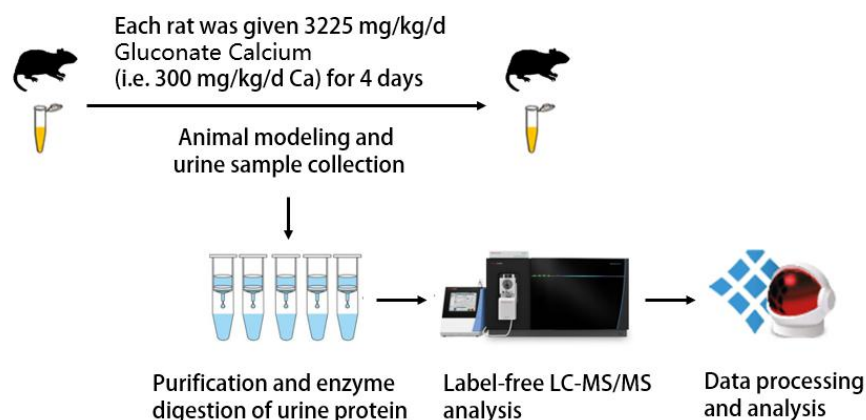 Each rat was given 3225 mg/kg/d
Gluconate Calcium
(i.e. 300 mg/kg/d Ca) for 4 days
Animal modeling and
urine sample collection
Purification and enzyme
digestion of urine protein
Label-free LC-MS/MS
analysis
Data processing
and analysis